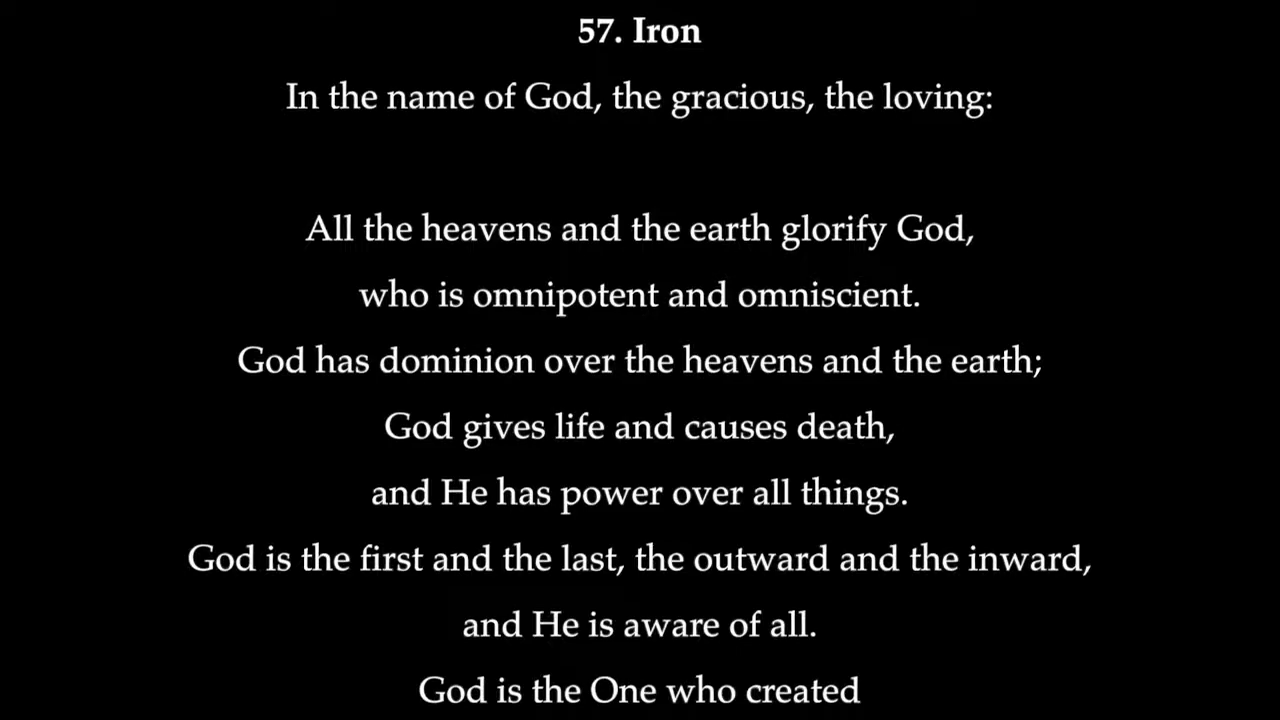 57. Iron
In the name of God, the gracious, the loving:
All the heavens and the earth glorify God,
who is omnipotent and omniscient.
God has dominion over the heavens and the earth;
God gives life and causes death,
and He has power over all things.
God is the first and the last, the outward and the inward,
and He is aware of all.
God is the One who created